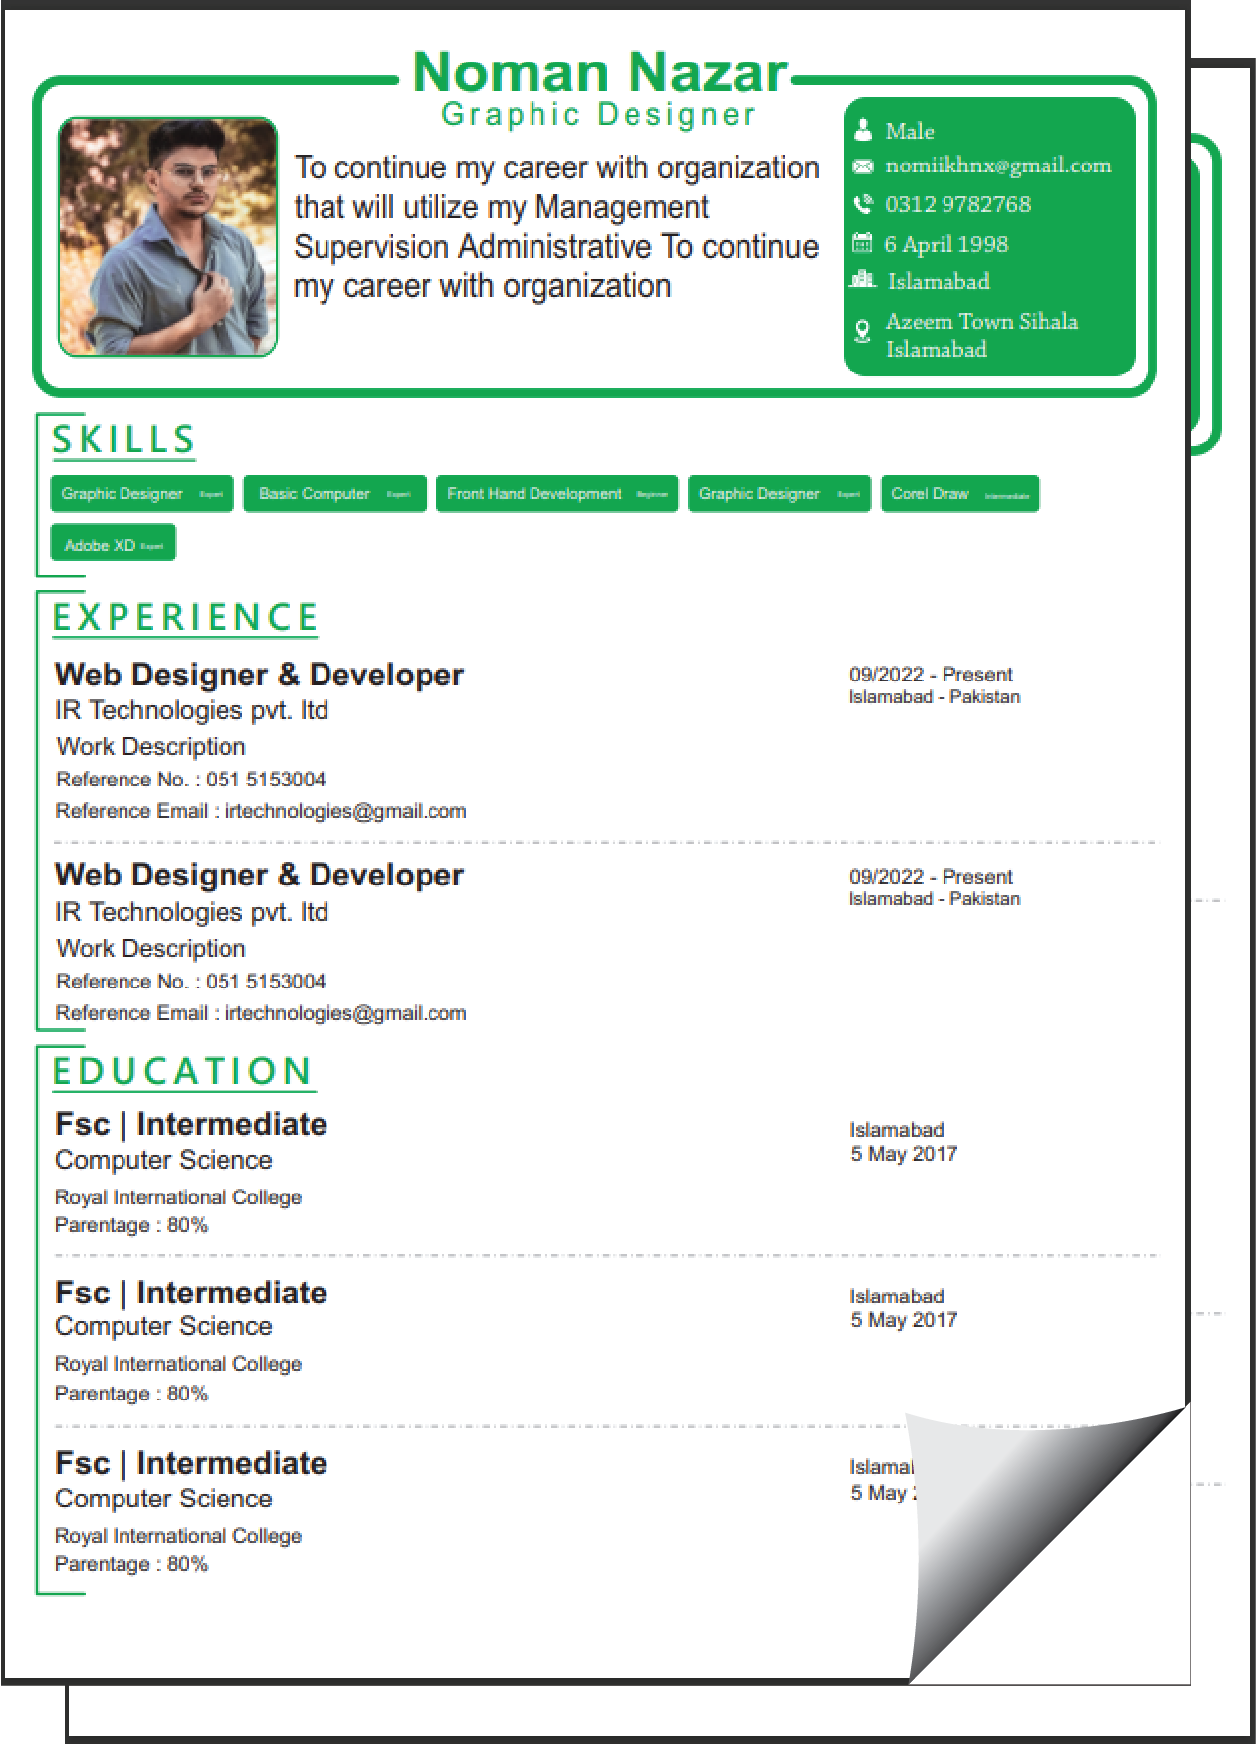 Noman Nazar
Graphic Designer
To continue my career with organization
that will utilize my Management
Supervision Administrative To continue
my career with organization
Male
nomiikhnx@gmail.com
0312 9782768
6 April 1998
Islamabad
Azeem Town Sihala
Islamabad
SKILLS
Graphic Designer Expert
Basic Computer Expert
Front Hand Development Beginner
Graphic Designer Expert
Corel Draw Intermediate
Adobe XD Expert
EXPERIENCE
Web Designer & Developer
09/2022 - Present
IR Technologies pvt. ltd
Islamabad - Pakistan
Work Description
Reference No. : 051 5153004
Reference Email : irtechnologies@gmail.com
Web Designer & Developer
09/2022 - Present
IR Technologies pvt. ltd
Islamabad - Pakistan
Work Description
Reference No. : 051 5153004
Reference Email : irtechnologies@gmail.com
EDUCATION
Fsc | Intermediate
Islamabad
Computer Science
5 May 2017
Royal International College
Parentage : 80%
Fsc | Intermediate
Islamabad
Computer Science
5 May 2017
Royal International College
Parentage : 80%
Fsc | Intermediate
Computer Science
5 May
Royal International College
Parentage : 80%